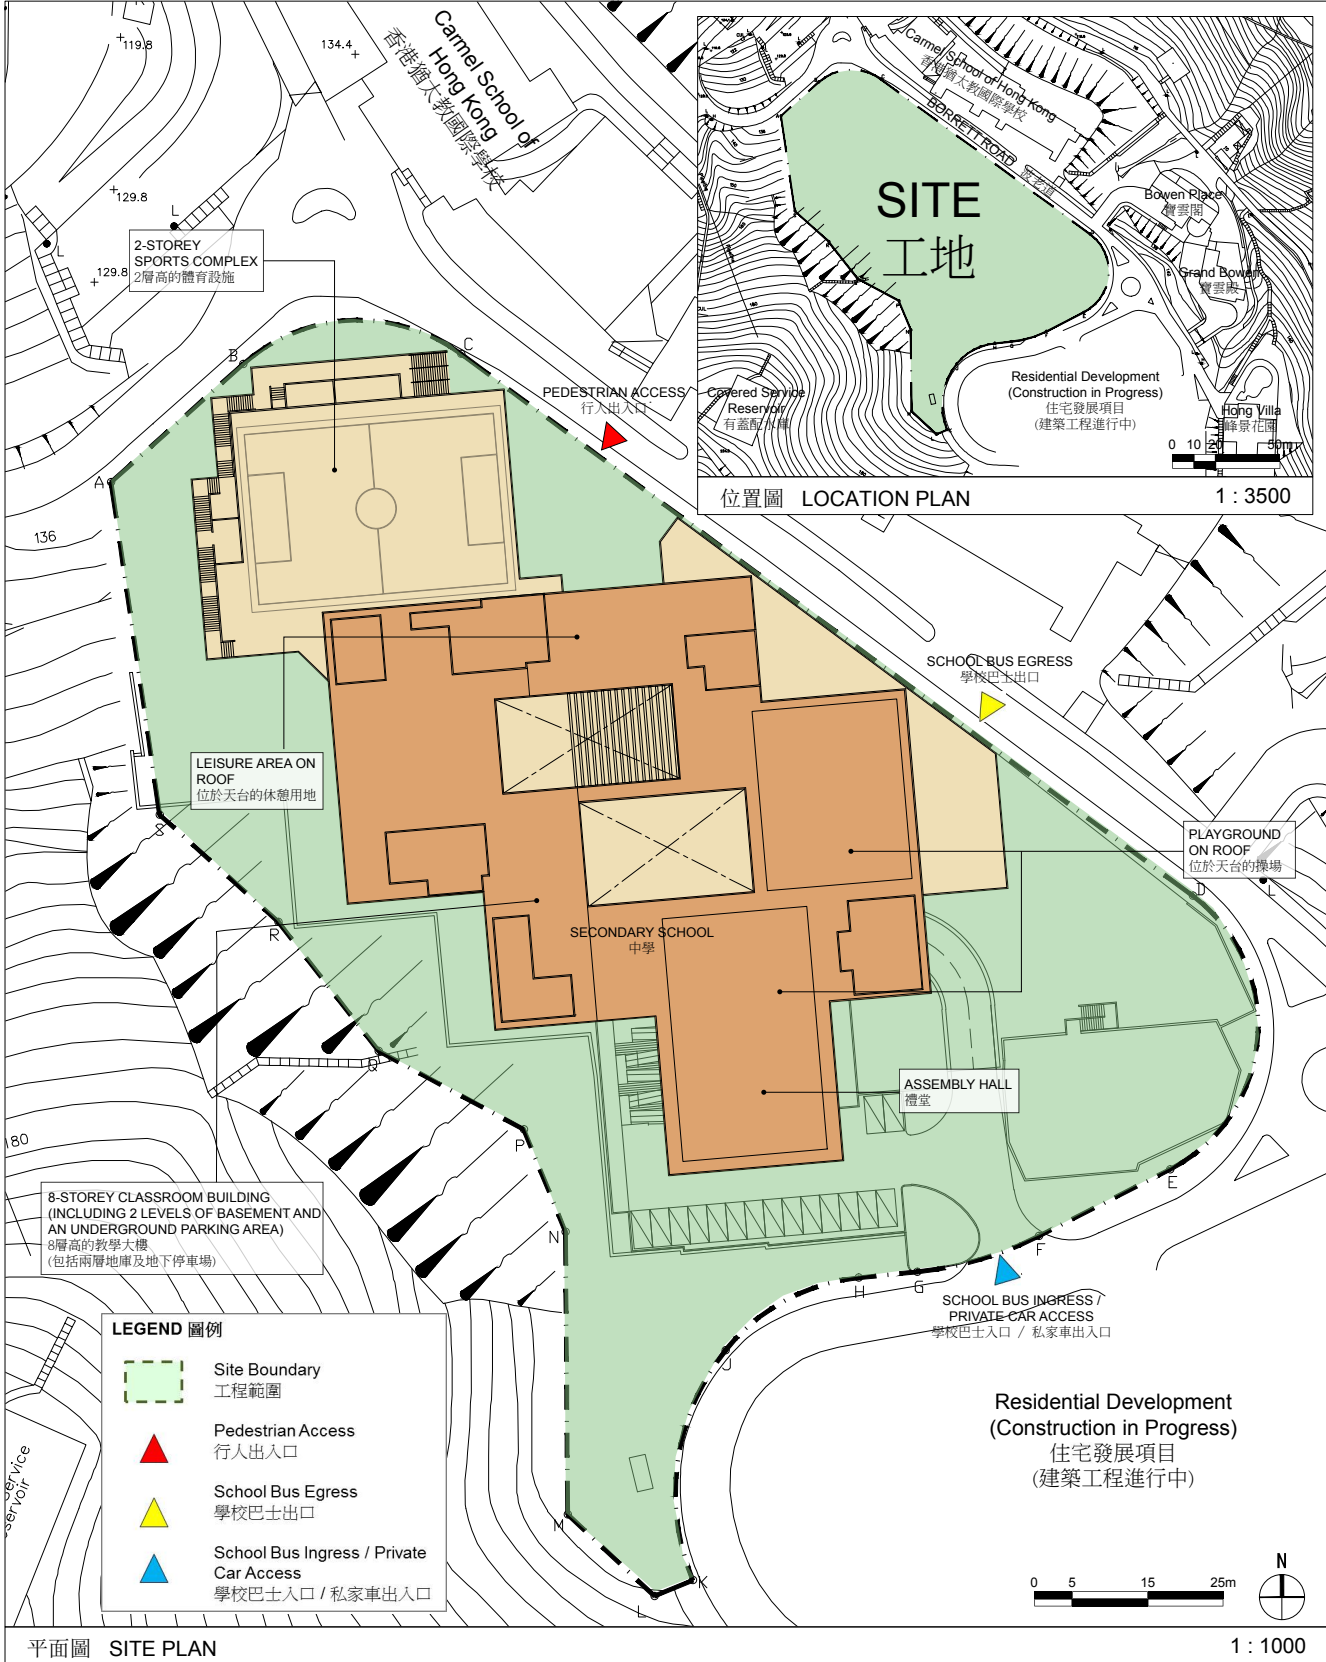 119.8
134.4
129.8
129.8
136
180
L
L
L
Carmel School of
Hong Kong
香港猶太教國際學校
2-STOREY
SPORTS COMPLEX
2層高的體育設施
B
C
A
PEDESTRIAN ACCESS
行人出入口
Carmel School of Hong Kong
香港猶太教國際學校
BORRETT ROAD
波老道
SITE
工地
Bowen Place
寶雲閣
Grand Bowen
寶雲殿
Covered Service
Reservoir
有蓋配水庫
Residential Development
(Construction in Progress)
住宅發展項目
(建築工程進行中)
Hong Villa
峰景花園
0 10 20 50m
位置圖 LOCATION PLAN 1 : 3500
SCHOOL BUS EGRESS
學校巴士出口
LEISURE AREA ON
ROOF
位於天台的休憩用地
PLAYGROUND
ON ROOF
位於天台的操場
S
D
R
SECONDARY SCHOOL
中學
Q
ASSEMBLY HALL
禮堂
P
E
8-STOREY CLASSROOM BUILDING
(INCLUDING 2 LEVELS OF BASEMENT AND
AN UNDERGROUND PARKING AREA)
8層高的教學大樓
(包括兩層地庫及地下停車場)
N
F
G
H
SCHOOL BUS INGRESS /
PRIVATE CAR ACCESS
學校巴士入口 / 私家車出入口
J
LEGEND 圖例
Site Boundary
工程範圍
Pedestrian Access
行人出入口
School Bus Egress
學校巴士出口
School Bus Ingress / Private
Car Access
學校巴士入口 / 私家車出入口
Residential Development
(Construction in Progress)
住宅發展項目
(建築工程進行中)
M
K
L
N
0 5 15 25m
平面圖 SITE PLAN 1 : 1000